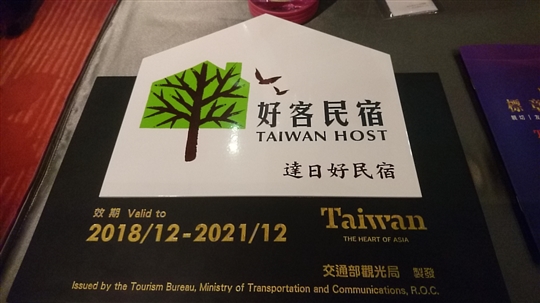 好客民宿
TAIWAN HOST
達日好民宿
效期 Valid to
2018/12-2021/12
Taiwan
THE HEART OF ASIA
交通部觀光局 製發
Issued by the Tourism Bureau, Ministry of Transportation and Communications, R.O.C.